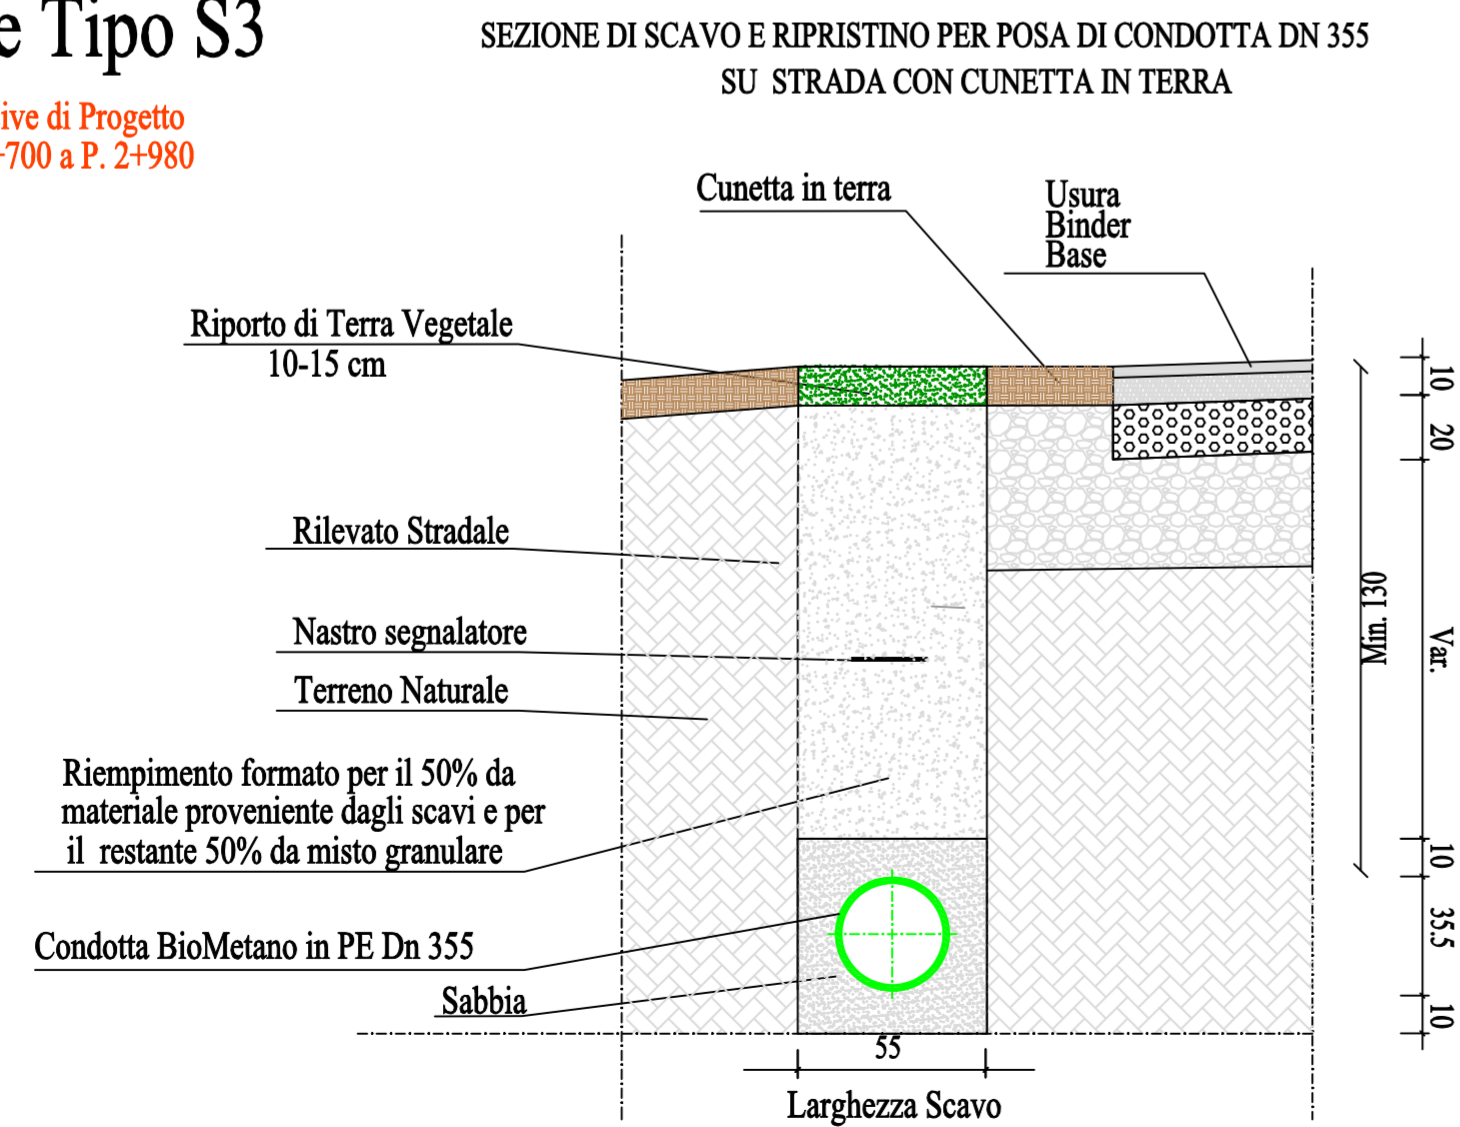 e Tipo S3
SEZIONE DI SCAVO E RIPRISTINO PER POSA DI CONDOTTA DN 355
SU STRADA CON CUNETTA IN TERRA
ive di Progetto
+700 a P. 2+980
Cunetta in terra
Usura
Binder
Base
Riporto di Terra Vegetale
10-15 cm
Rilevato Stradale
Nastro segnalatore
Terreno Naturale
Riempimento formato per il 50% da
materiale proveniente dagli scavi e per
il restante 50% da misto granulare
Condotta BioMetano in PE Dn 355
Sabbia
55
Larghezza Scavo
Min. 130
10
20
Var.
10
35.5
10